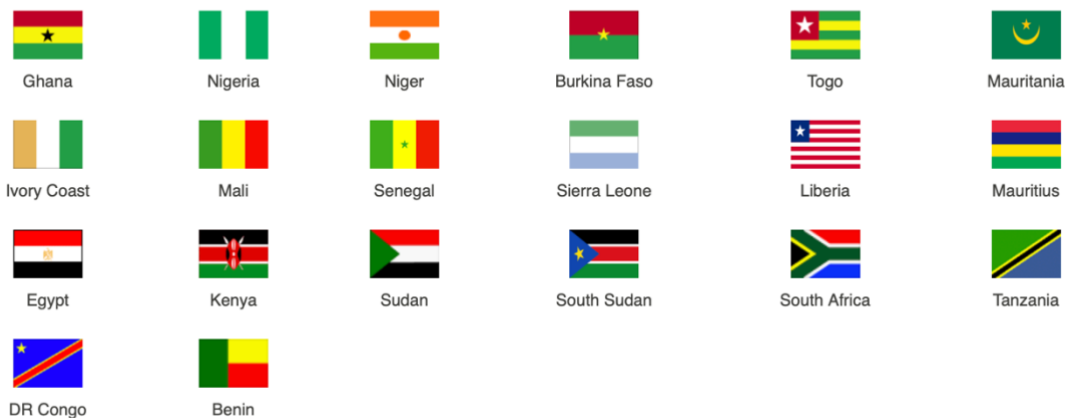 Ghana
Nigeria
Niger
Burkina Faso
Togo
Mauritania
Ivory Coast
Mali
Senegal
Sierra Leone
Liberia
Mauritius
Egypt
Kenya
Sudan
South Sudan
South Africa
Tanzania
DR Congo
Benin